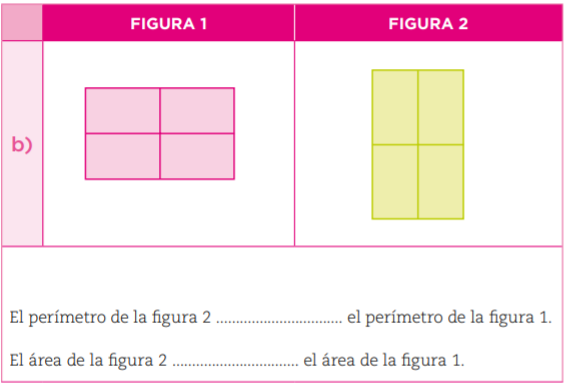 FIGURA 1 FIGURA 2
b)
El perímetro de la figura 2 ................................ el perímetro de la figura 1.
El área de la figura 2 ................................ el área de la figura 1.